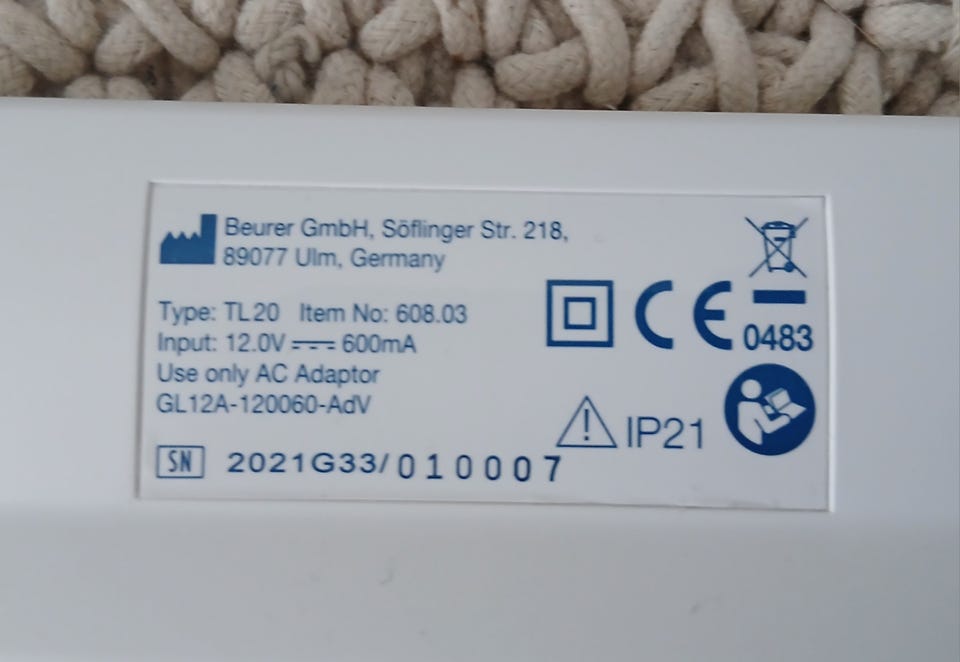 Beurer GmbH, Söflinger Str. 218,
89077 Ulm, Germany
Type: TL20 Item No: 608.03
Input: 12.0V ⎓ 600mA
Use only AC Adaptor
GL12A-120060-AdV
SN 2021G33/010007
CE 0483
IP21